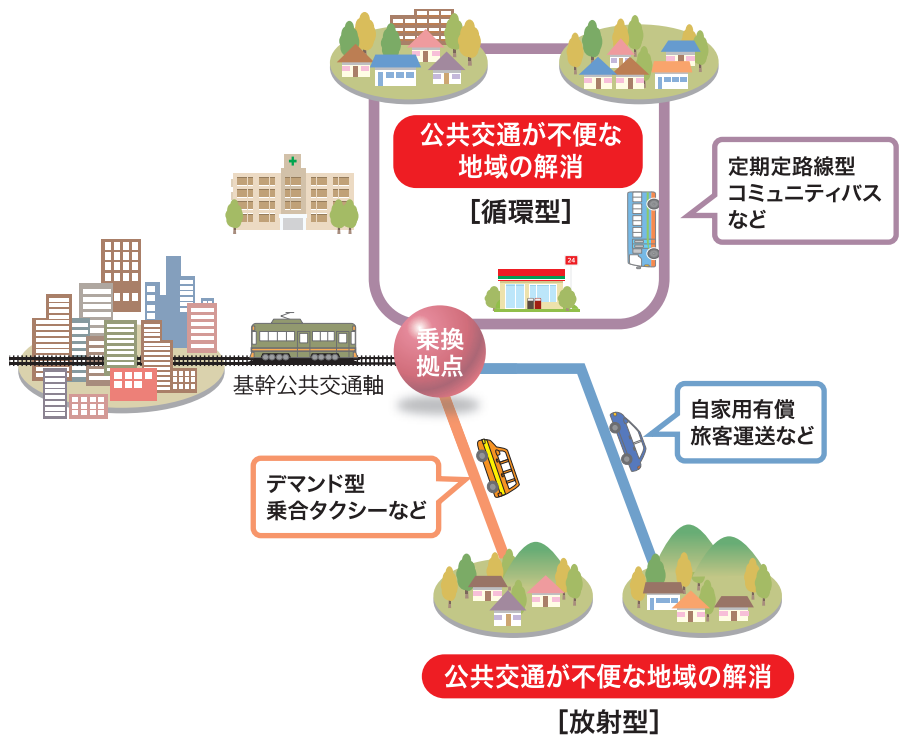 公共交通が不便な
地域の解消
[循環型]
定期定路線型
コミュニティバス
など
24
乗換
拠点
基幹公共交通軸
自家用有償
旅客運送など
デマンド型
乗合タクシーなど
公共交通が不便な地域の解消
[放射型]